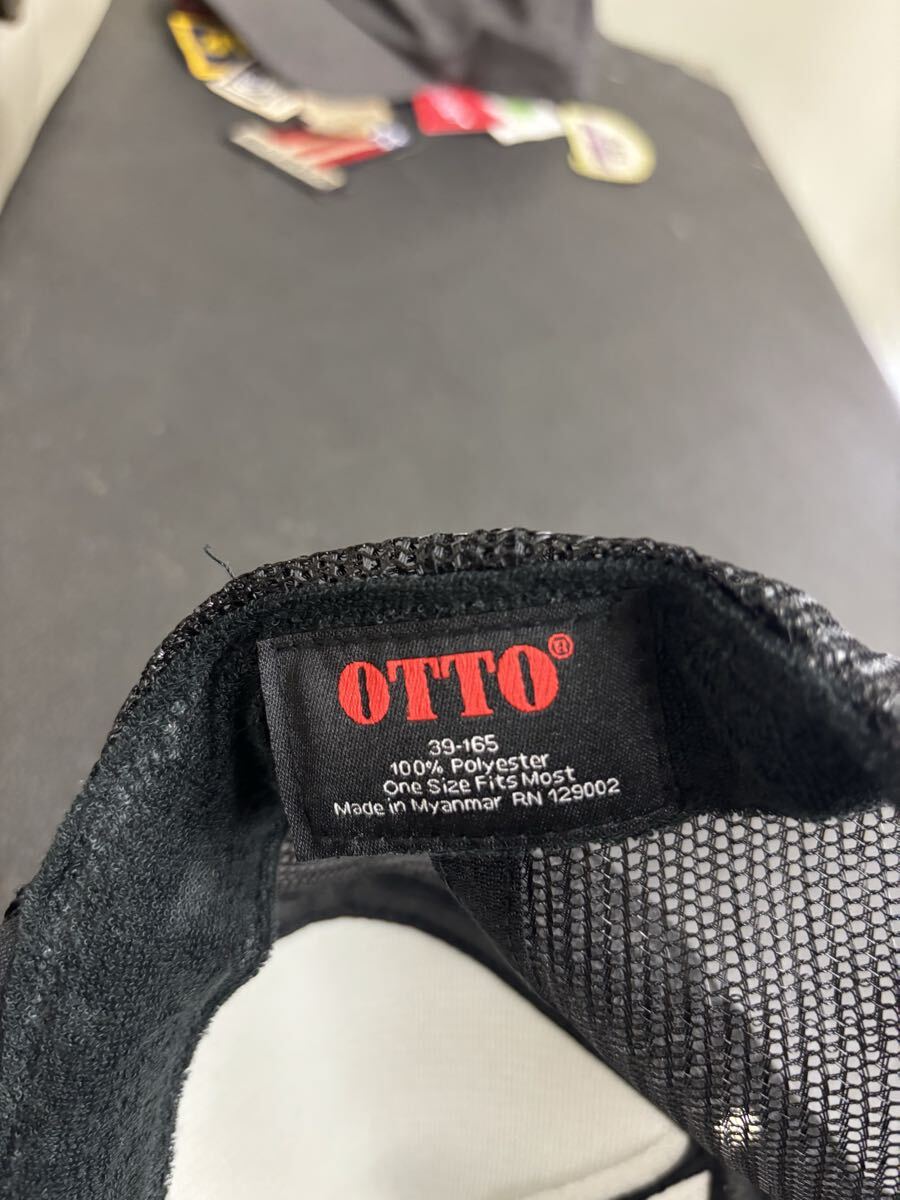 OTTO®
39-165
100% Polyester
One Size Fits Most
Made in Myanmar RN 129002